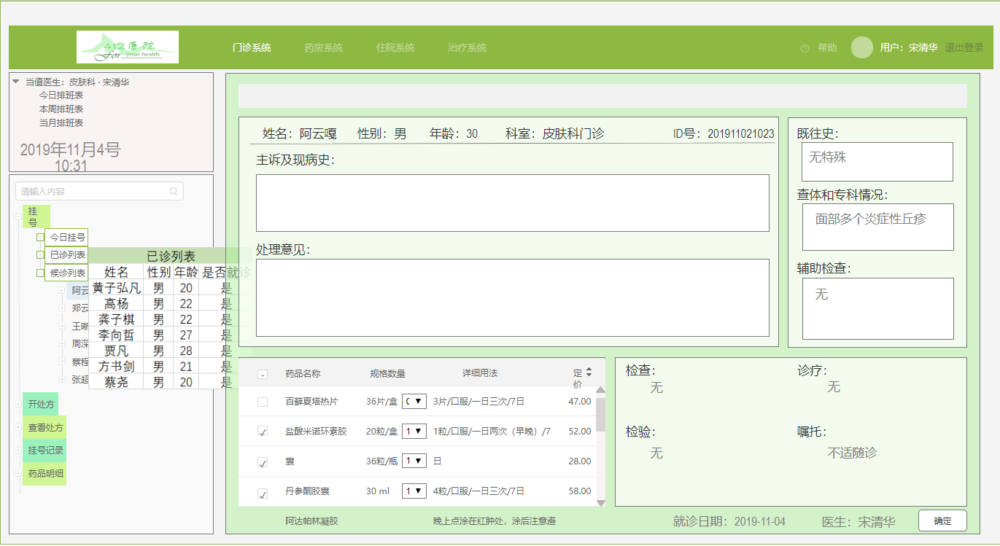 412医院
for your health
门诊系统 药房系统 住院系统 治疗系统
帮助 用户：宋清华 退出登录
当值医生：皮肤科 · 宋清华
今日排班表
本周排班表
当月排班表
2019年11月4号
10:31
请输入内容
挂
号
今日挂号
已诊列表
候诊列表
阿云
郑云
王晰
周深
蔡程
张超
开处方
查看处方
挂号记录
药品明细
已诊列表
姓名 性别 年龄 是否就诊
黄子弘凡 男 20 是
高杨 男 22 是
龚子棋 男 22 是
李向哲 男 27 是
贾凡 男 28 是
方书剑 男 21 是
蔡尧 男 20 是
姓名：阿云嘎 性别：男 年龄：30 科室：皮肤科门诊 ID号：201911021023
主诉及现病史：
处理意见：
既往史：
无特殊
查体和专科情况：
面部多个炎症性丘疹
辅助检查：
无
药品名称 规格数量 详细用法 定
价
百藓夏塔热片 36片/盒 0 3片/口服/一日三次/7日 47.00
盐酸米诺环素胶 20粒/盒 1 1粒/口服/一日两次（早晚）/7 52.00
囊 36粒/瓶 1 日 28.00
丹参酮胶囊 30 ml 1 4粒/口服/一日三次/7日 58.00
阿达帕林凝胶 晚上点涂在红肿处，涂后注意避
检查：
无
诊疗：
无
检验：
无
嘱托：
不适随诊
就诊日期：2019-11-04 医生：宋清华 确定